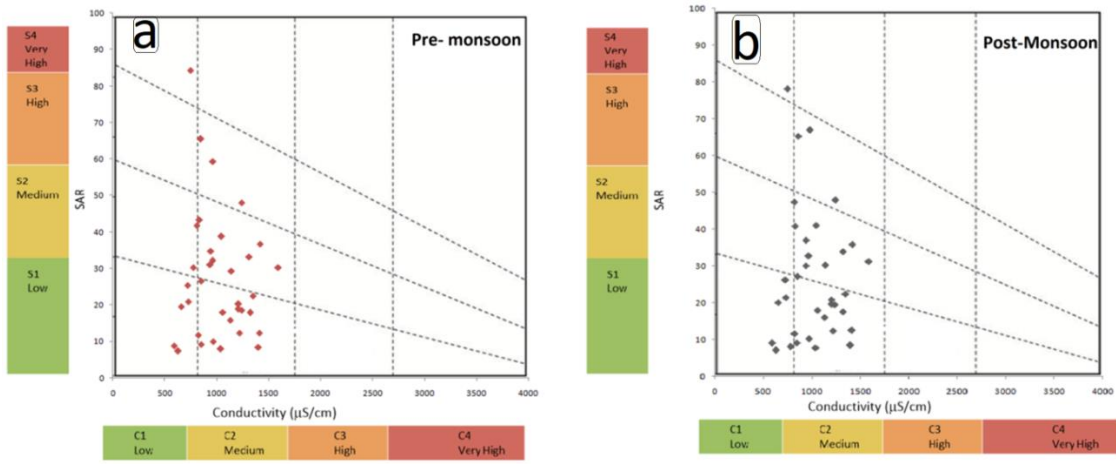 a
Pre- monsoon
S4
Very
High
S3
High
S2
Medium
S1
Low
SAR
100
90
80
70
60
50
40
30
20
10
0
0 500 1000 1500 2000 2500 3000 3500 4000
Conductivity (µS/cm)
C1 C2 C3 C4
Low Medium High Very High
b
Post-Monsoon
S4
Very
High
S3
High
S2
Medium
S1
Low
SAR
100
90
80
70
60
50
40
30
20
10
0
0 500 1000 1500 2000 2500 3000 3500 4000
Conductivity (µS/cm)
C1 C2 C3 C4
Low Medium High Very High